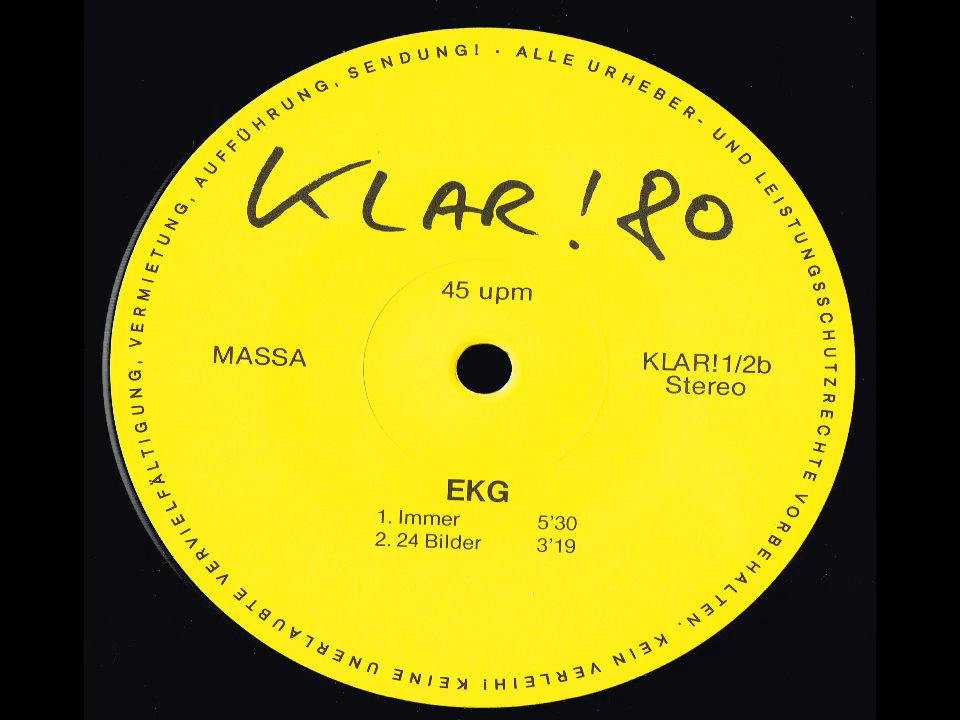 KLAR! 80
45 upm
MASSA
KLAR!1/2b
Stereo
EKG
1. Immer 5'30
2. 24 Bilder 3'19
ALLE URHEBER- UND LEISTUNGSSCHUTZRECHTE VORBEHALTEN. KEIN VERLEIH! KEINE UNERLAUBTE VERVIELFÄLTIGUNG, VERMIETUNG, AUFFÜHRUNG, SENDUNG! ·